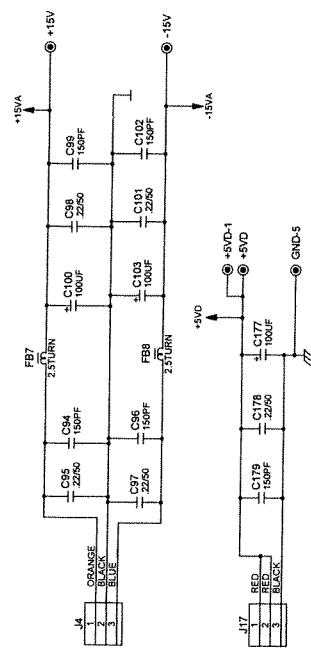 J4
1
2
3
ORANGE
BLACK
BLUE
C95
.22/50
C94
150PF
C97
.22/50
C96
150PF
FB7
2.5TURN
FB8
2.5TURN
C100
+
100UF
C98
.22/50
C99
150PF
C103
+
100UF
C101
.22/50
C102
150PF
+15VA
+15V
-15V
-15VA
J17
1
2
3
RED
RED
BLACK
C179
150PF
C178
.22/50
C177
+
100UF
+5VD
+5VD-1
+5VD
GND-5